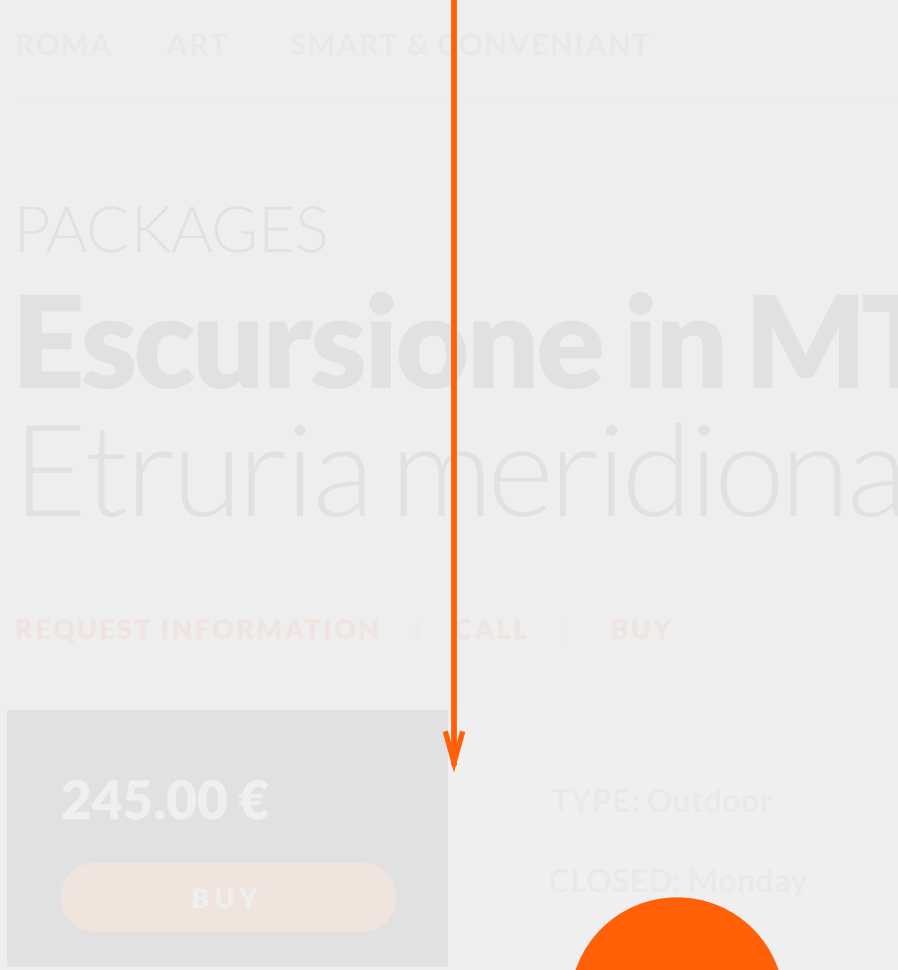 ROMA ART SMART & CONVENIANT
PACKAGES
Escursione in MT
Etruria meridiona
REQUEST INFORMATION | CALL | BUY
245.00 €
BUY
TYPE: Outdoor
CLOSED: Monday